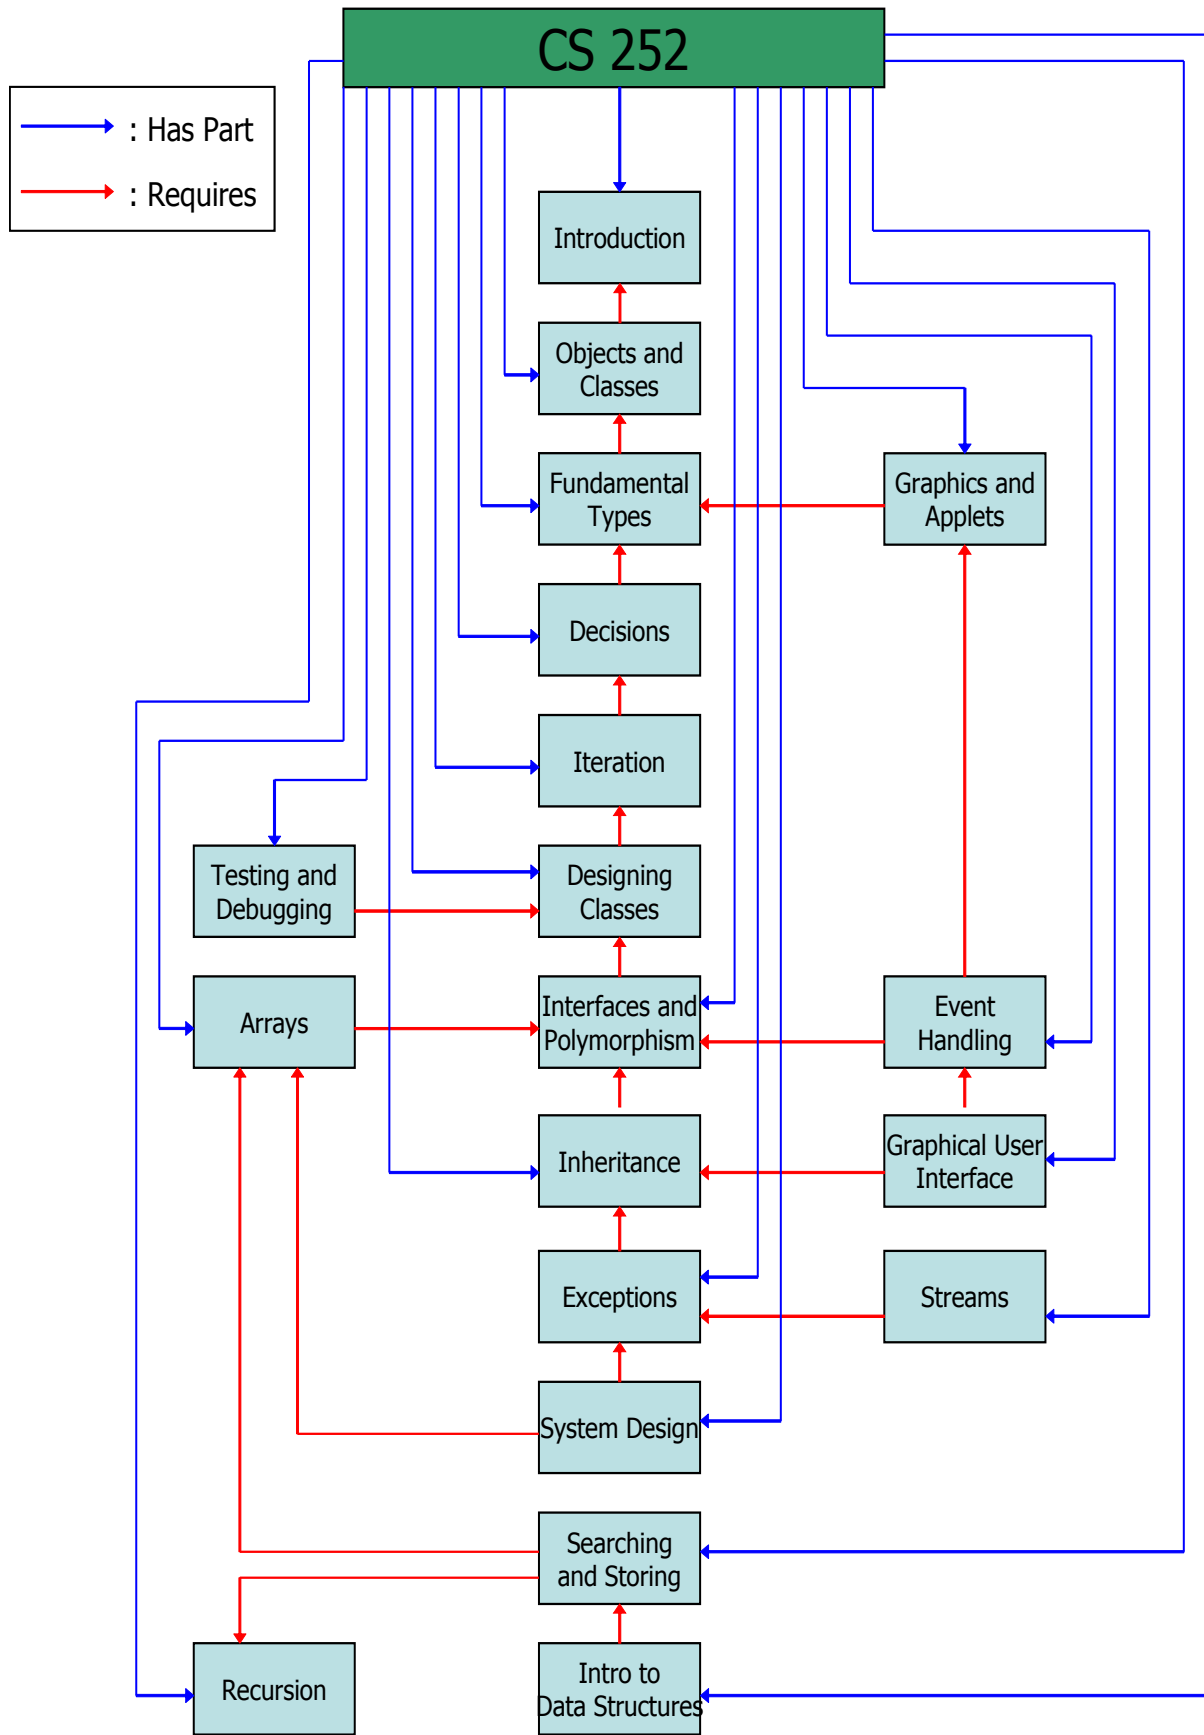 CS 252
: Has Part
: Requires
Introduction
Objects and
Classes
Fundamental
Types
Graphics and
Applets
Decisions
Iteration
Testing and
Debugging
Designing
Classes
Arrays
Interfaces and
Polymorphism
Event
Handling
Inheritance
Graphical User
Interface
Exceptions
Streams
System Design
Searching
and Storing
Recursion
Intro to
Data Structures